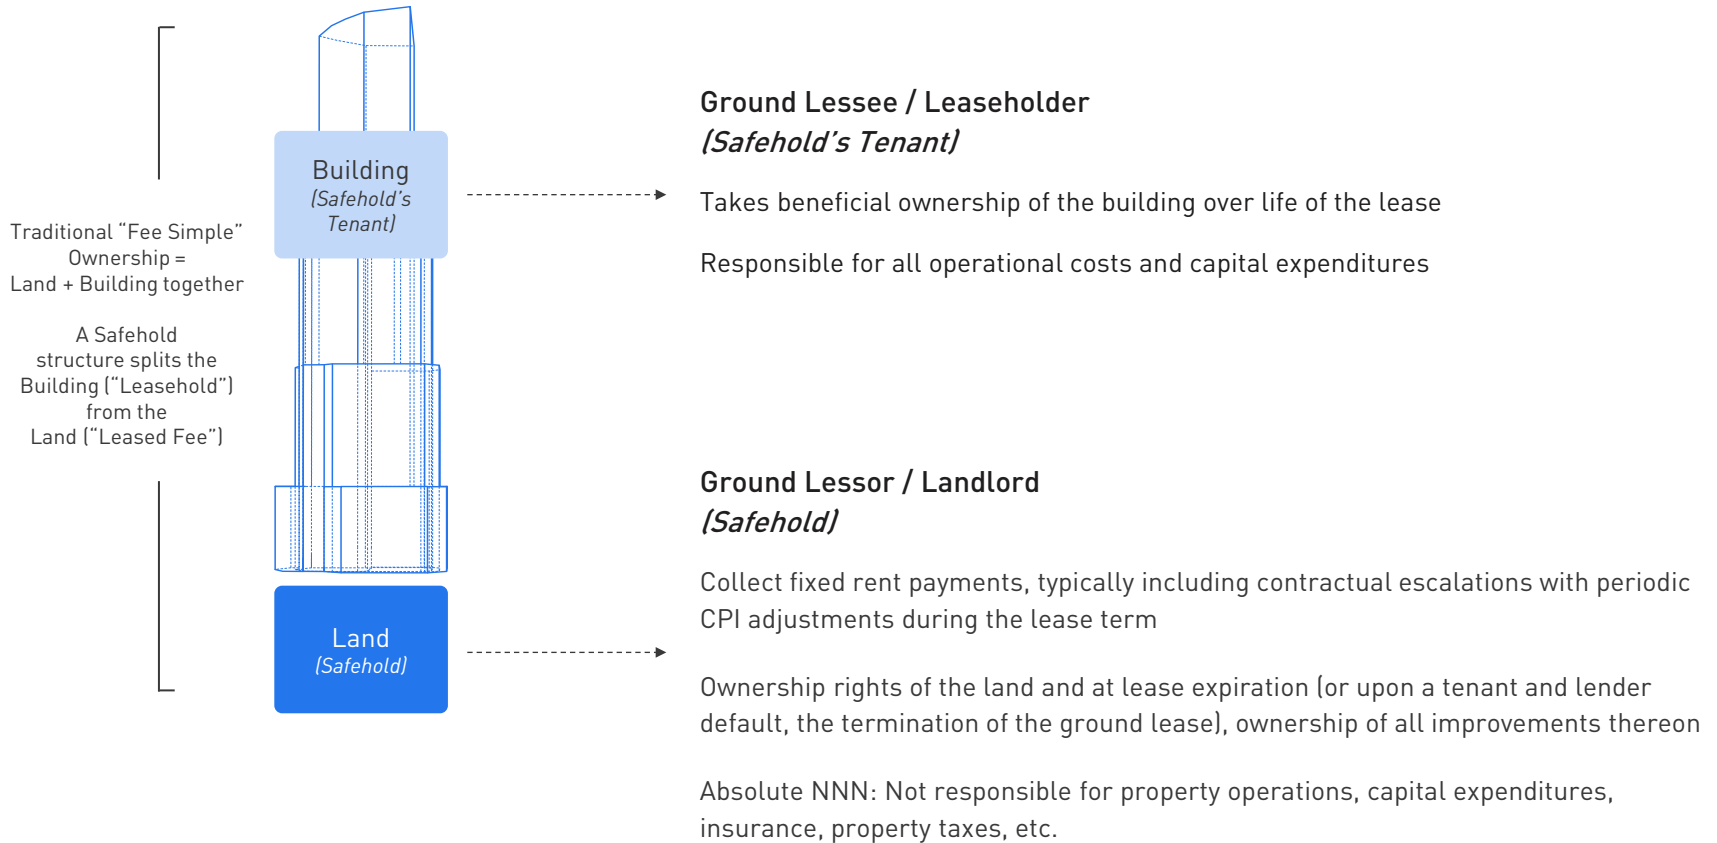 Traditional “Fee Simple”
Ownership =
Land + Building together
A Safehold
structure splits the
Building (“Leasehold”)
from the
Land (“Leased Fee”)
Building
(Safehold’s
Tenant)
Land
(Safehold)
Ground Lessee / Leaseholder
(Safehold’s Tenant)
Takes beneficial ownership of the building over life of the lease
Responsible for all operational costs and capital expenditures
Ground Lessor / Landlord
(Safehold)
Collect fixed rent payments, typically including contractual escalations with periodic
CPI adjustments during the lease term
Ownership rights of the land and at lease expiration (or upon a tenant and lender
default, the termination of the ground lease), ownership of all improvements thereon
Absolute NNN: Not responsible for property operations, capital expenditures,
insurance, property taxes, etc.